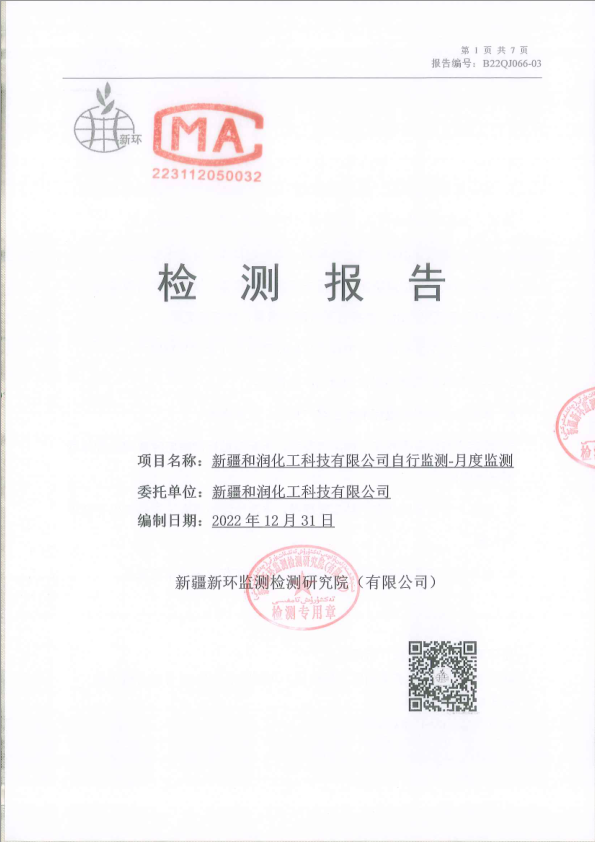 第 1 页 共 7 页
报告编号：B22QJ066-03
新环
MA
223112050032
检 测 报 告
项目名称：新疆和润化工科技有限公司自行监测-月度监测
委托单位：新疆和润化工科技有限公司
编制日期：2022 年 12 月 31 日
新疆新环监测检测研究院（有限公司）
检测专用章